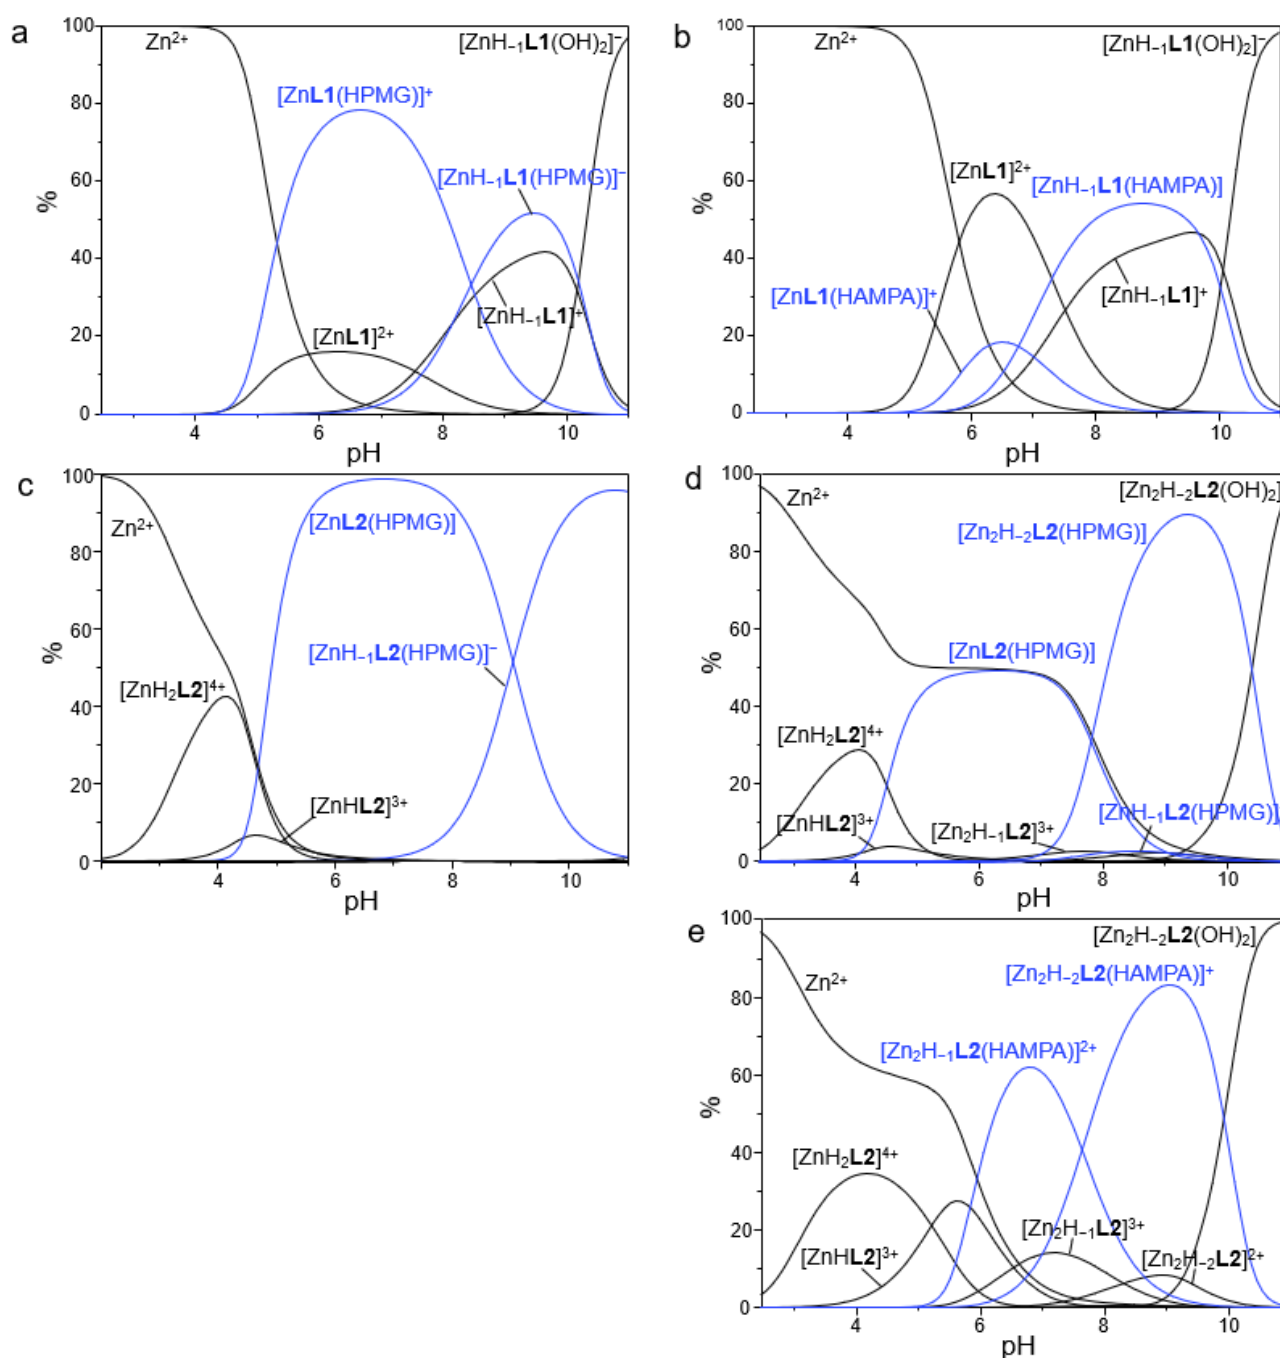 a
100
80
60
40
20
0
%
4
6
8
10
pH
Zn²⁺
[ZnH₋₁L1(OH)₂]⁻
[ZnL1(HPMG)]⁺
[ZnH₋₁L1(HPMG)]⁻
[ZnL1]²⁺
[ZnH₋₁L1]⁺
b
100
80
60
40
20
0
%
4
6
8
10
pH
Zn²⁺
[ZnH₋₁L1(OH)₂]⁻
[ZnL1]²⁺
[ZnH₋₁L1(HAMPA)]
[ZnL1(HAMPA)]⁺
[ZnH₋₁L1]⁺
c
100
80
60
40
20
0
%
4
6
8
10
pH
Zn²⁺
[ZnL2(HPMG)]
[ZnH₋₁L2(HPMG)]⁻
[ZnH₂L2]⁴⁺
[ZnHL2]³⁺
d
100
80
60
40
20
0
%
4
6
8
10
pH
Zn²⁺
[Zn₂H₋₂L2(OH)₂]
[Zn₂H₋₂L2(HPMG)]
[ZnL2(HPMG)]
[ZnH₂L2]⁴⁺
[ZnHL2]³⁺
[Zn₂H₋₁L2]³⁺
[ZnH₋₁L2(HPMG)]
e
100
80
60
40
20
0
%
4
6
8
10
pH
[Zn₂H₋₂L2(OH)₂]
Zn²⁺
[Zn₂H₋₂L2(HAMPA)]⁺
[Zn₂H₋₁L2(HAMPA)]²⁺
[ZnH₂L2]⁴⁺
[ZnHL2]³⁺
[Zn₂H₋₁L2]³⁺
[Zn₂H₋₂L2]²⁺